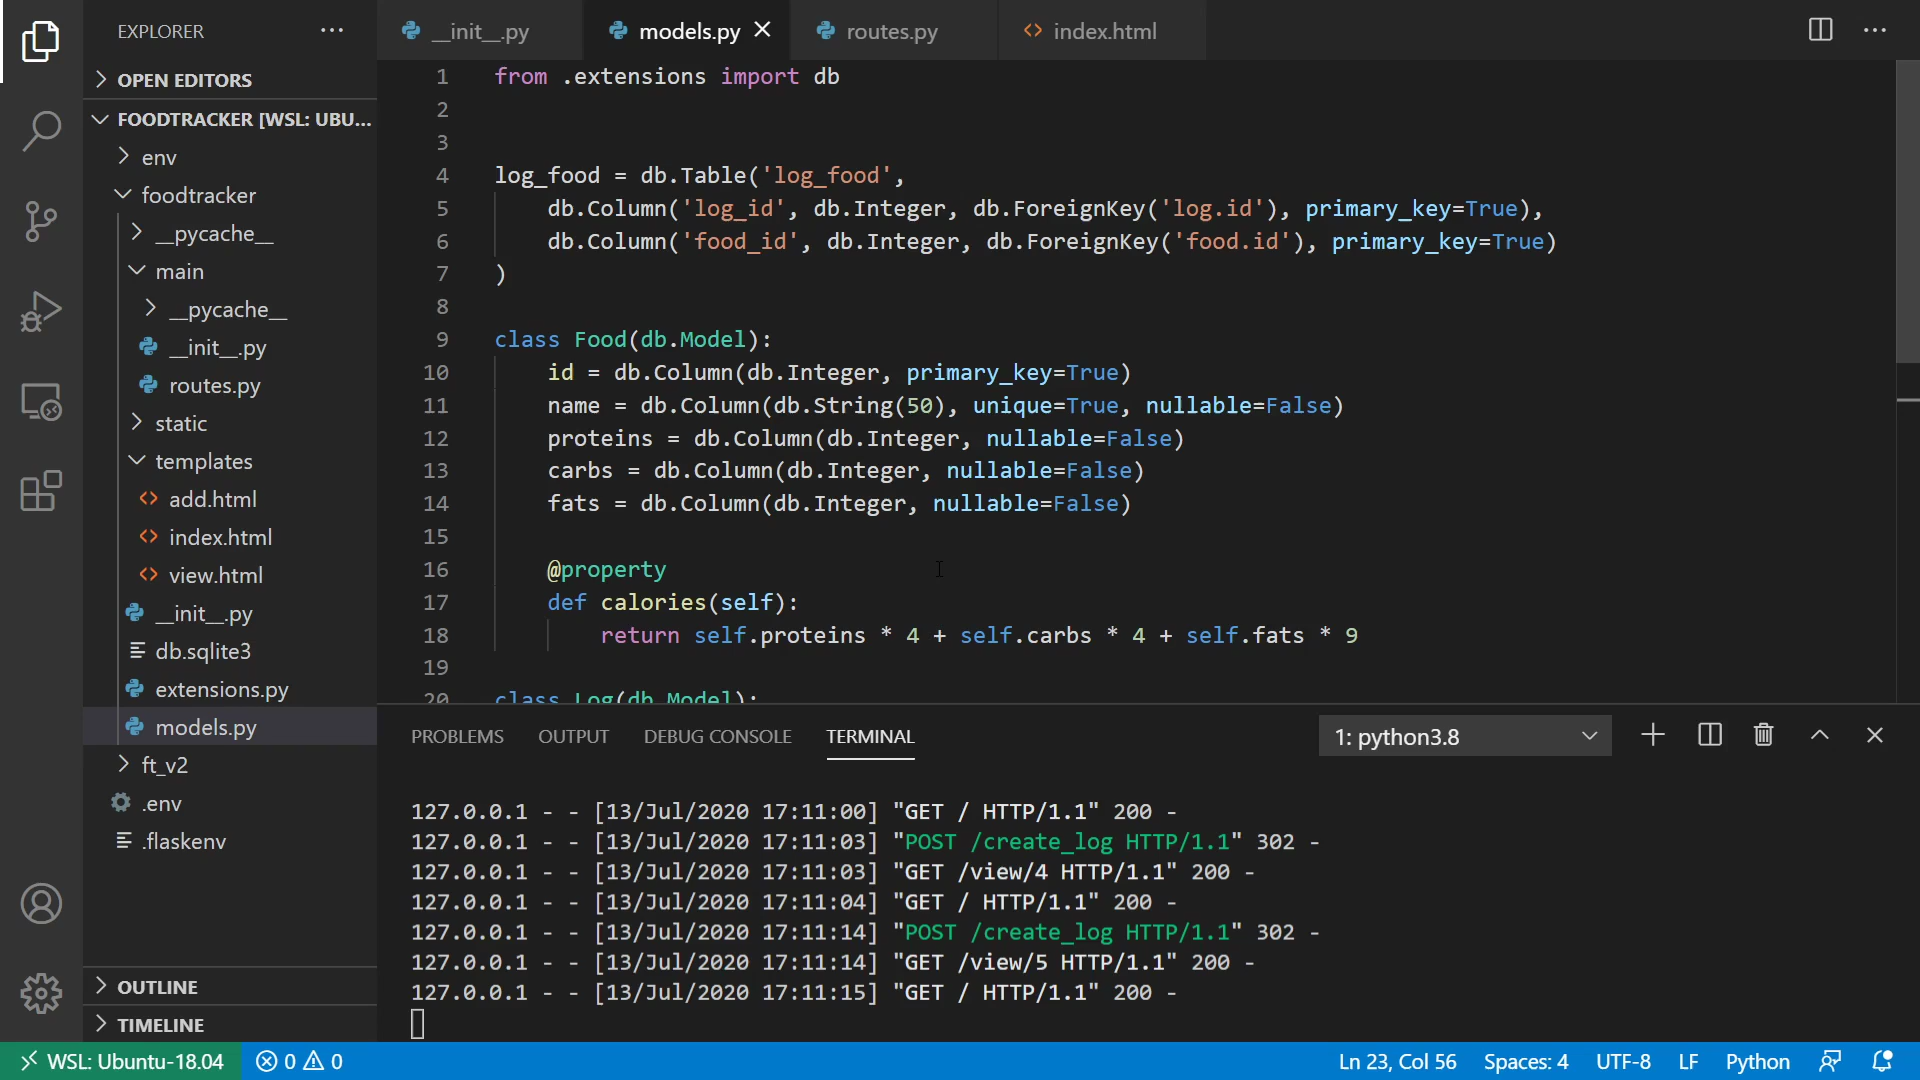 EXPLORER
OPEN EDITORS
FOODTRACKER [WSL: UBU...
env
foodtracker
__pycache__
main
__pycache__
__init__.py
routes.py
static
templates
add.html
index.html
view.html
__init__.py
db.sqlite3
extensions.py
models.py
ft_v2
.env
.flaskenv
OUTLINE
TIMELINE
__init__.py models.py routes.py index.html
1 from .extensions import db
2
3
4 log_food = db.Table('log_food',
5 db.Column('log_id', db.Integer, db.ForeignKey('log.id'), primary_key=True),
6 db.Column('food_id', db.Integer, db.ForeignKey('food.id'), primary_key=True)
7 )
8
9 class Food(db.Model):
10 id = db.Column(db.Integer, primary_key=True)
11 name = db.Column(db.String(50), unique=True, nullable=False)
12 proteins = db.Column(db.Integer, nullable=False)
13 carbs = db.Column(db.Integer, nullable=False)
14 fats = db.Column(db.Integer, nullable=False)
15
16 @property
17 def calories(self):
18 return self.proteins * 4 + self.carbs * 4 + self.fats * 9
19
20 class Log(db.Model):
PROBLEMS OUTPUT DEBUG CONSOLE TERMINAL 1: python3.8
127.0.0.1 - - [13/Jul/2020 17:11:00] "GET / HTTP/1.1" 200 -
127.0.0.1 - - [13/Jul/2020 17:11:03] "POST /create_log HTTP/1.1" 302 -
127.0.0.1 - - [13/Jul/2020 17:11:03] "GET /view/4 HTTP/1.1" 200 -
127.0.0.1 - - [13/Jul/2020 17:11:04] "GET / HTTP/1.1" 200 -
127.0.0.1 - - [13/Jul/2020 17:11:14] "POST /create_log HTTP/1.1" 302 -
127.0.0.1 - - [13/Jul/2020 17:11:14] "GET /view/5 HTTP/1.1" 200 -
127.0.0.1 - - [13/Jul/2020 17:11:15] "GET / HTTP/1.1" 200 -
WSL: Ubuntu-18.04 0 0 Ln 23, Col 56 Spaces: 4 UTF-8 LF Python